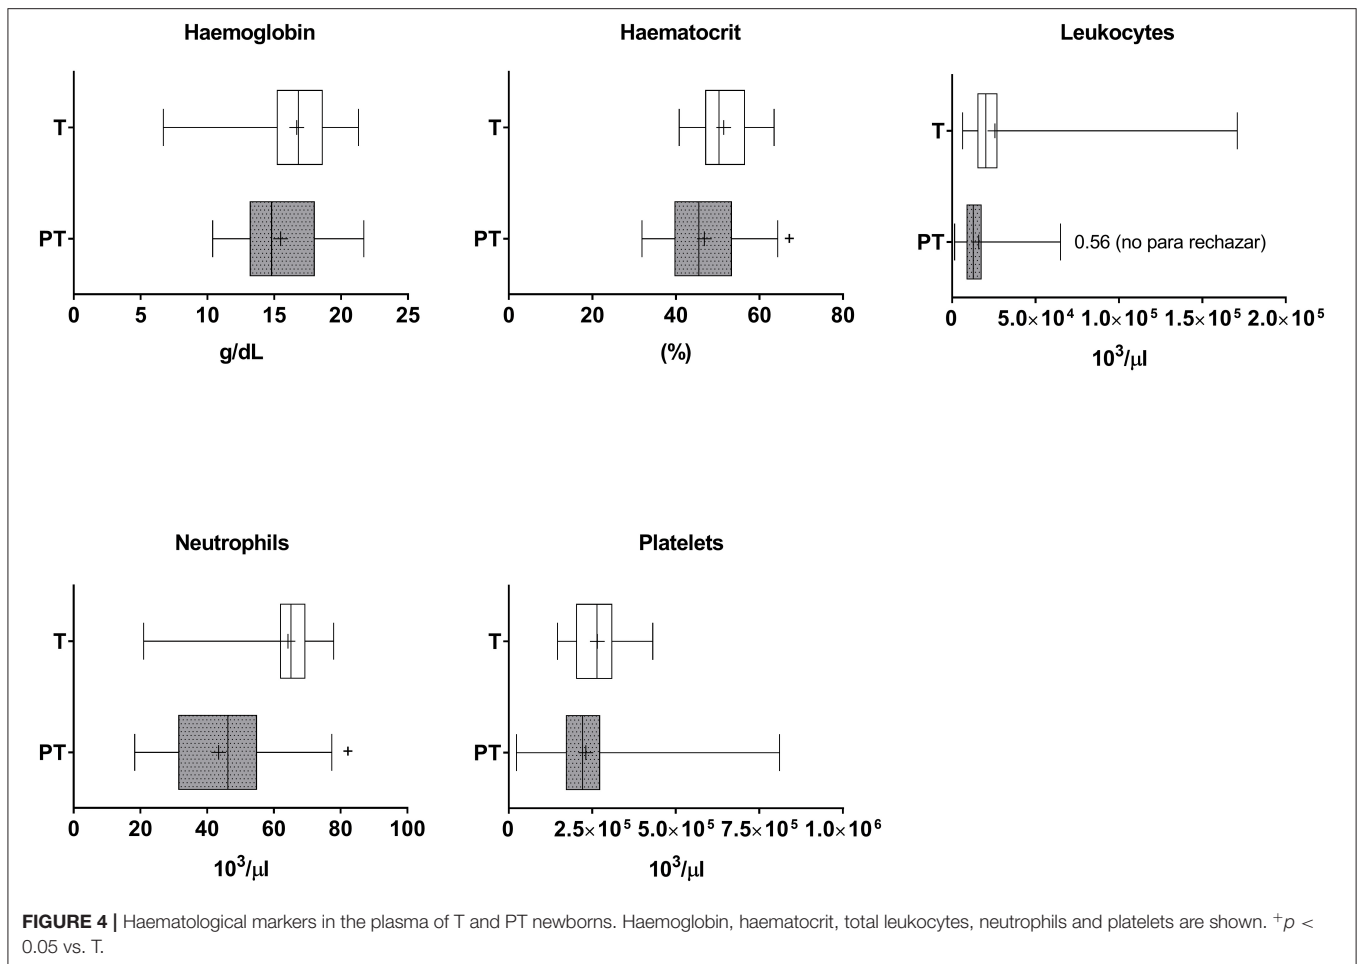 Haemoglobin
T
PT
0 5 10 15 20 25
g/dL
Haematocrit
T
PT
0 20 40 60 80
(%)
Leukocytes
T
PT
0.56 (no para rechazar)
+
0 5.0×10⁴ 1.0×10⁵ 1.5×10⁵ 2.0×10⁵
10³/μl
Neutrophils
T
PT
+
0 20 40 60 80 100
10³/μl
Platelets
T
PT
0 2.5×10⁵ 5.0×10⁵ 7.5×10⁵ 1.0×10⁶
10³/μl
FIGURE 4 | Haematological markers in the plasma of T and PT newborns. Haemoglobin, haematocrit, total leukocytes, neutrophils and platelets are shown. ⁺p <
0.05 vs. T.